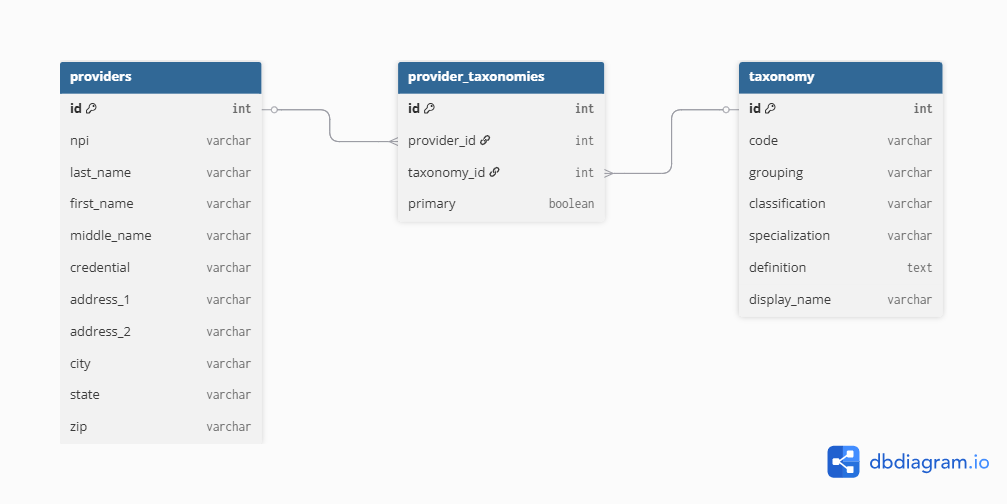 providers
id int
npi varchar
last_name varchar
first_name varchar
middle_name varchar
credential varchar
address_1 varchar
address_2 varchar
city varchar
state varchar
zip varchar
provider_taxonomies
id int
provider_id int
taxonomy_id int
primary boolean
taxonomy
id int
code varchar
grouping varchar
classification varchar
specialization varchar
definition text
display_name varchar
dbdiagram.io